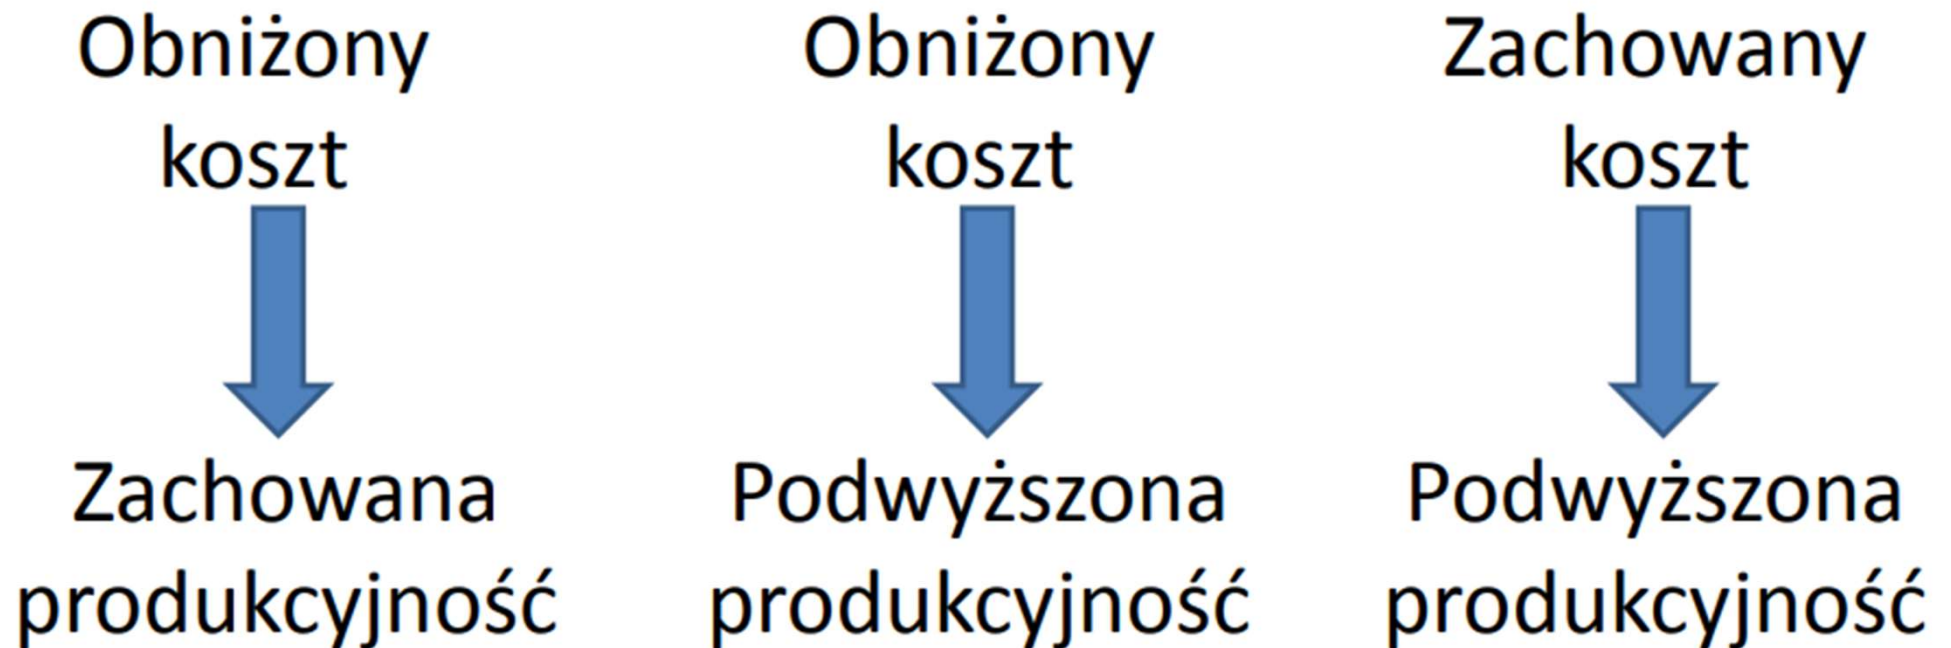 Obniżony
koszt
Zachowana
produkcyjność
Obniżony
koszt
Podwyższona
produkcyjność
Zachowany
koszt
Podwyższona
produkcyjność